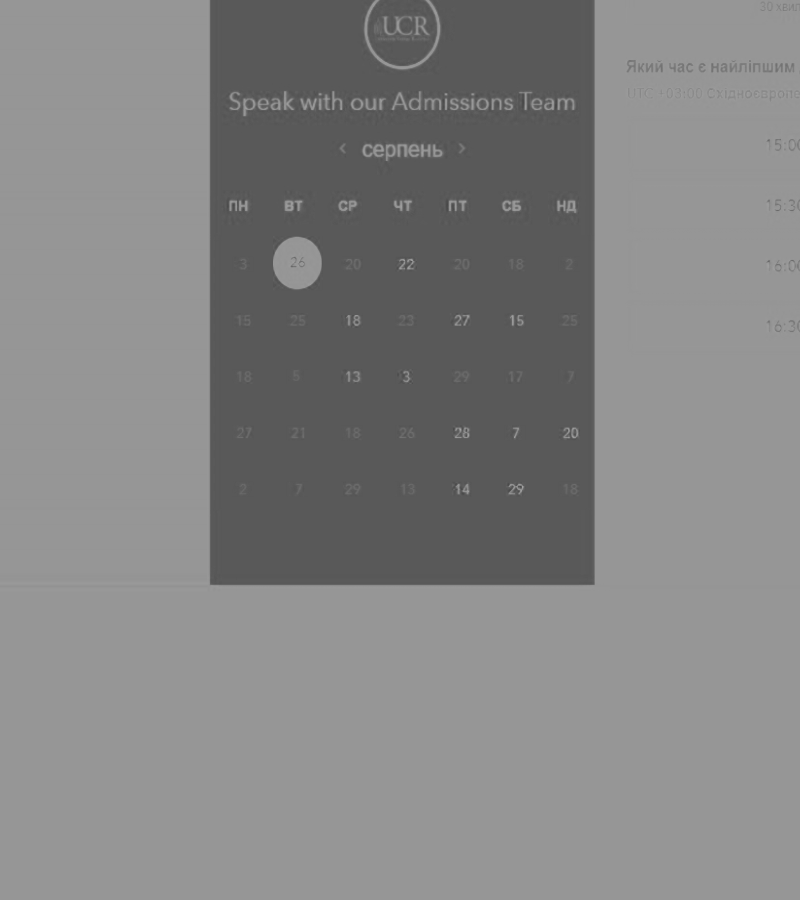 UCR
Speak with our Admissions Team
‹ серпень ›
ПН ВТ СР ЧТ ПТ СБ НД
3 26 20 22 20 18 2
15 25 18 23 27 15 25
18 5 13 3 29 17 7
27 21 18 26 28 7 20
2 7 29 13 14 29 18
30 хвил
Який час є найліпшим
UTC +03:00 Східноєвропе
15:00
15:30
16:00
16:30